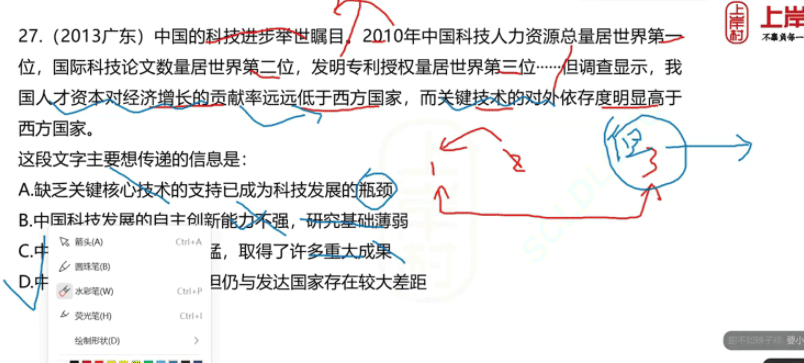 上岸村
上岸
不辜负每一
27.（2013广东）中国的科技进步举世瞩目。2010年中国科技人力资源总量居世界第一
位，国际科技论文数量居世界第二位，发明专利授权量居世界第三位……但调查显示，我
国人才资本对经济增长的贡献率远远低于西方国家，而关键技术的对外依存度明显高于
西方国家。
这段文字主要想传递的信息是：
1 2 但 3
A.缺乏关键核心技术的支持已成为科技发展的瓶颈
B.中国科技发展的自主创新能力不强，研究基础薄弱
C.中 猛，取得了许多重大成果
D.中 但仍与发达国家存在较大差距
箭头(A) Ctrl+A
圆珠笔(B)
水彩笔(W) Ctrl+P
荧光笔(H) Ctrl+I
绘制形状(D)